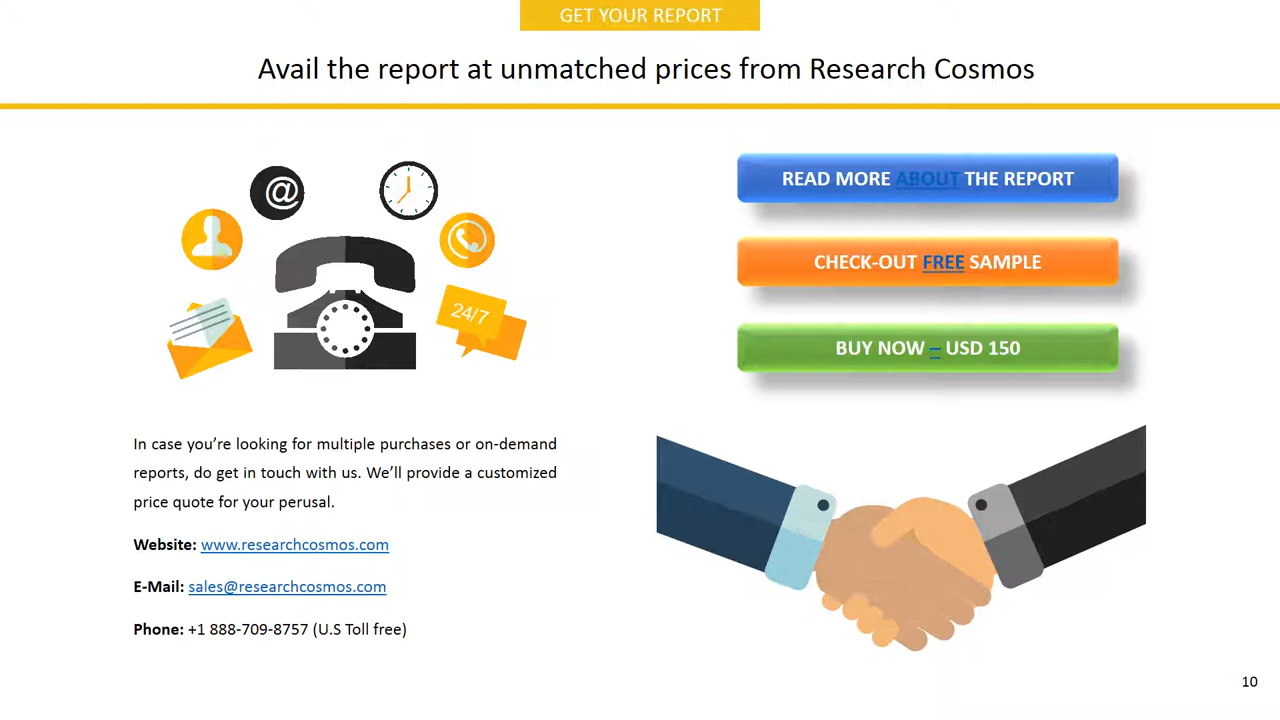 GET YOUR REPORT
Avail the report at unmatched prices from Research Cosmos
@
24/7
READ MORE ABOUT THE REPORT
CHECK-OUT FREE SAMPLE
BUY NOW – USD 150
In case you’re looking for multiple purchases or on-demand
reports, do get in touch with us. We’ll provide a customized
price quote for your perusal.
Website: www.researchcosmos.com
E-Mail: sales@researchcosmos.com
Phone: +1 888-709-8757 (U.S Toll free)
10